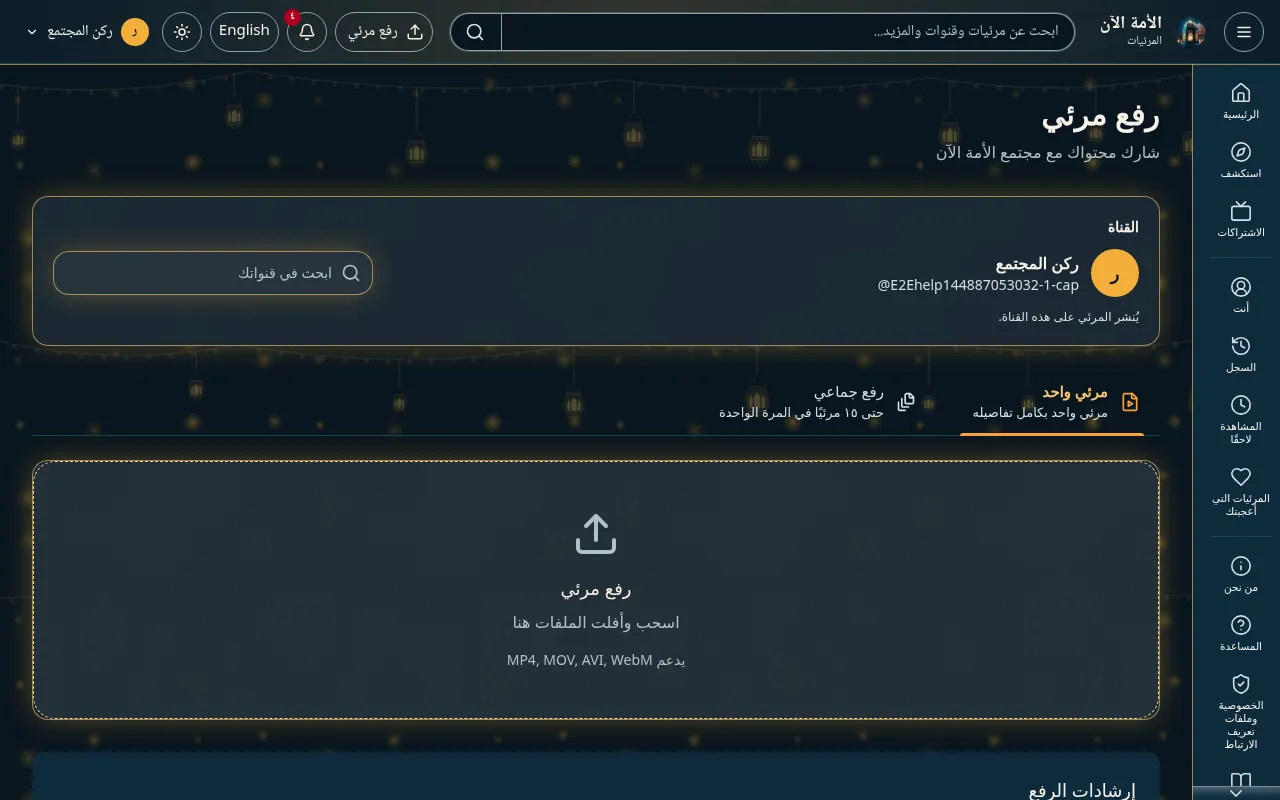 الأمة الآن
المرئيات
ابحث عن مرئيات وقنوات والمزيد...
رفع مرئي
٤
English
ر
ركن المجتمع
الرئيسية
استكشف
الاشتراكات
أنت
السجل
المشاهدة
لاحقًا
المرئيات التي
أعجبتك
من نحن
المساعدة
الخصوصية
وملفات
تعريف
الارتباط
رفع مرئي
شارك محتواك مع مجتمع الأمة الآن
القناة
ر
ركن المجتمع
@E2Ehelp144887053032-1-cap
يُنشر المرئي على هذه القناة.
ابحث في قنواتك
مرئي واحد
مرئي واحد بكامل تفاصيله
رفع جماعي
حتى ١٥ مرئيًا في المرة الواحدة
رفع مرئي
اسحب وأفلت الملفات هنا
يدعم MP4, MOV, AVI, WebM
إرشادات الرفع